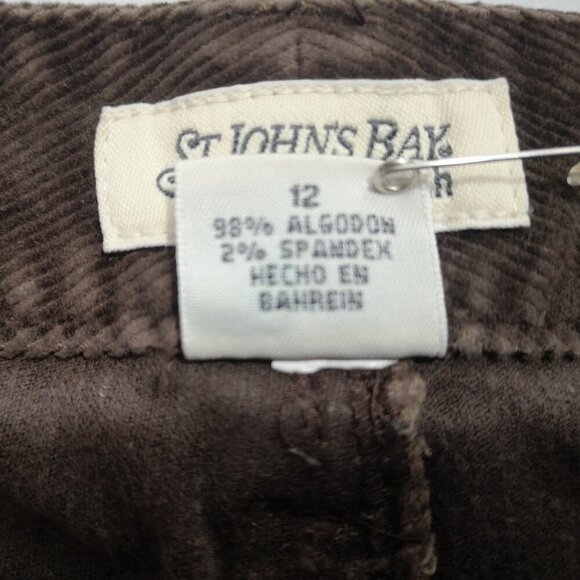 ST. JOHN'S BAY
12
98% ALGODON
2% SPANDEX
HECHO EN
BAHREIN